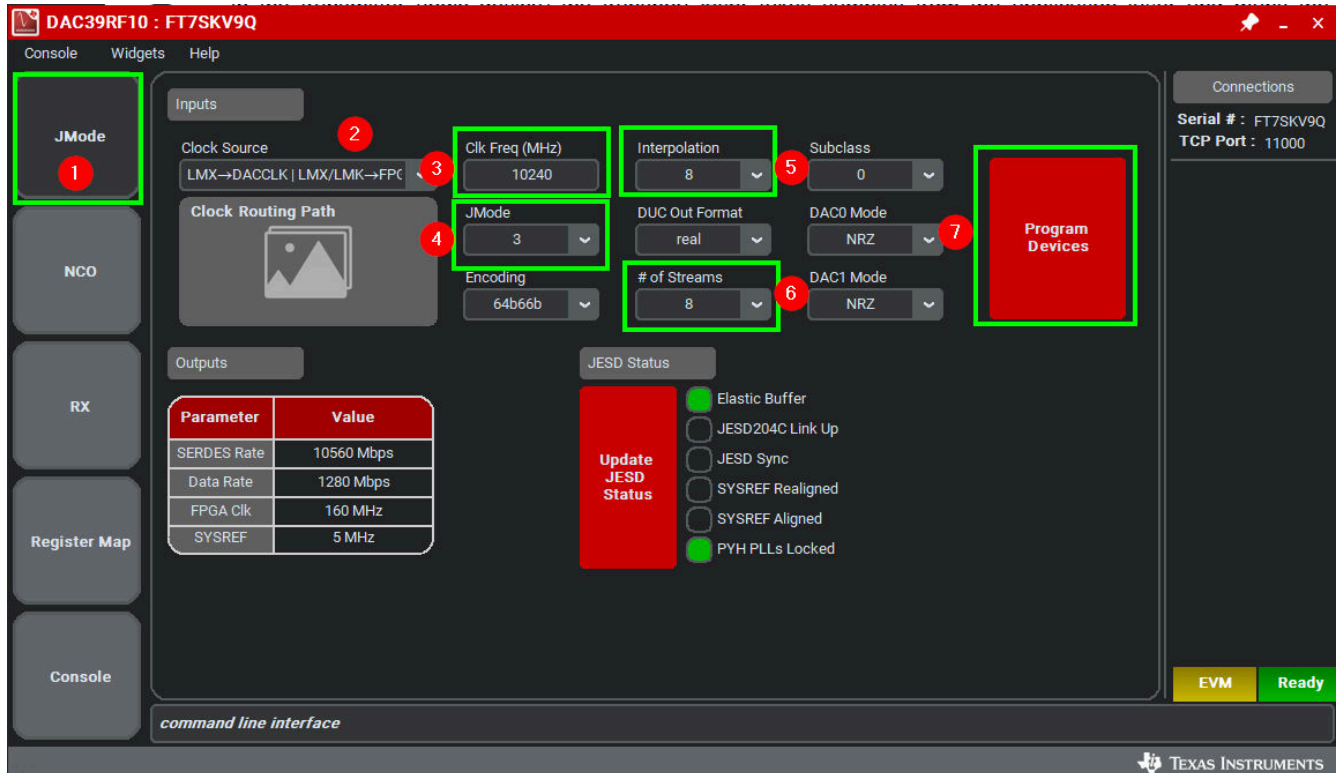 DAC39RF10 : FT7SKV9Q
Console Widgets Help
JMode
1
NCO
RX
Register Map
Console
Inputs
Clock Source
2
LMX→DACCLK | LMX/LMK→FP
Clock Routing Path
3
Clk Freq (MHz)
10240
4
JMode
3
Encoding
64b66b
Interpolation
8
5
DUC Out Format
real
# of Streams
8
6
Subclass
0
DAC0 Mode
NRZ
DAC1 Mode
NRZ
7
Program
Devices
Outputs
Parameter Value
SERDES Rate 10560 Mbps
Data Rate 1280 Mbps
FPGA Clk 160 MHz
SYSREF 5 MHz
JESD Status
Update
JESD
Status
Elastic Buffer
JESD204C Link Up
JESD Sync
SYSREF Realigned
SYSREF Aligned
PYH PLLs Locked
command line interface
Connections
Serial # : FT7SKV9Q
TCP Port : 11000
EVM Ready
TEXAS INSTRUMENTS